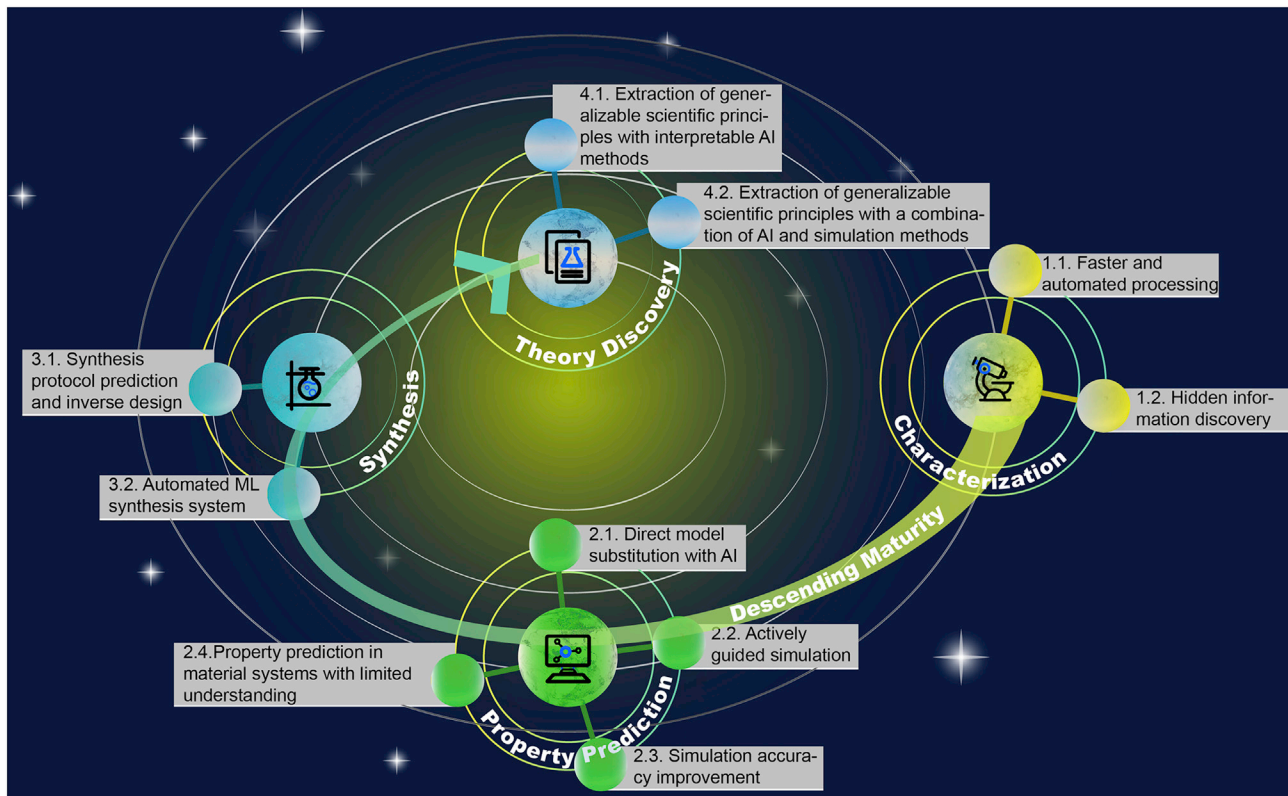 4.1. Extraction of gener-
alizable scientific princi-
ples with interpretable AI
methods
4.2. Extraction of generalizable
scientific principles with a combina-
tion of AI and simulation methods
Theory Discovery
1.1. Faster and
automated processing
1.2. Hidden infor-
mation discovery
Characterization
3.1. Synthesis
protocol prediction
and inverse design
Synthesis
3.2. Automated ML
synthesis system
Descending Maturity
2.1. Direct model
substitution with AI
2.2. Actively
guided simulation
2.4.Property prediction in
material systems with limited
understanding
Property Prediction
2.3. Simulation accura-
cy improvement